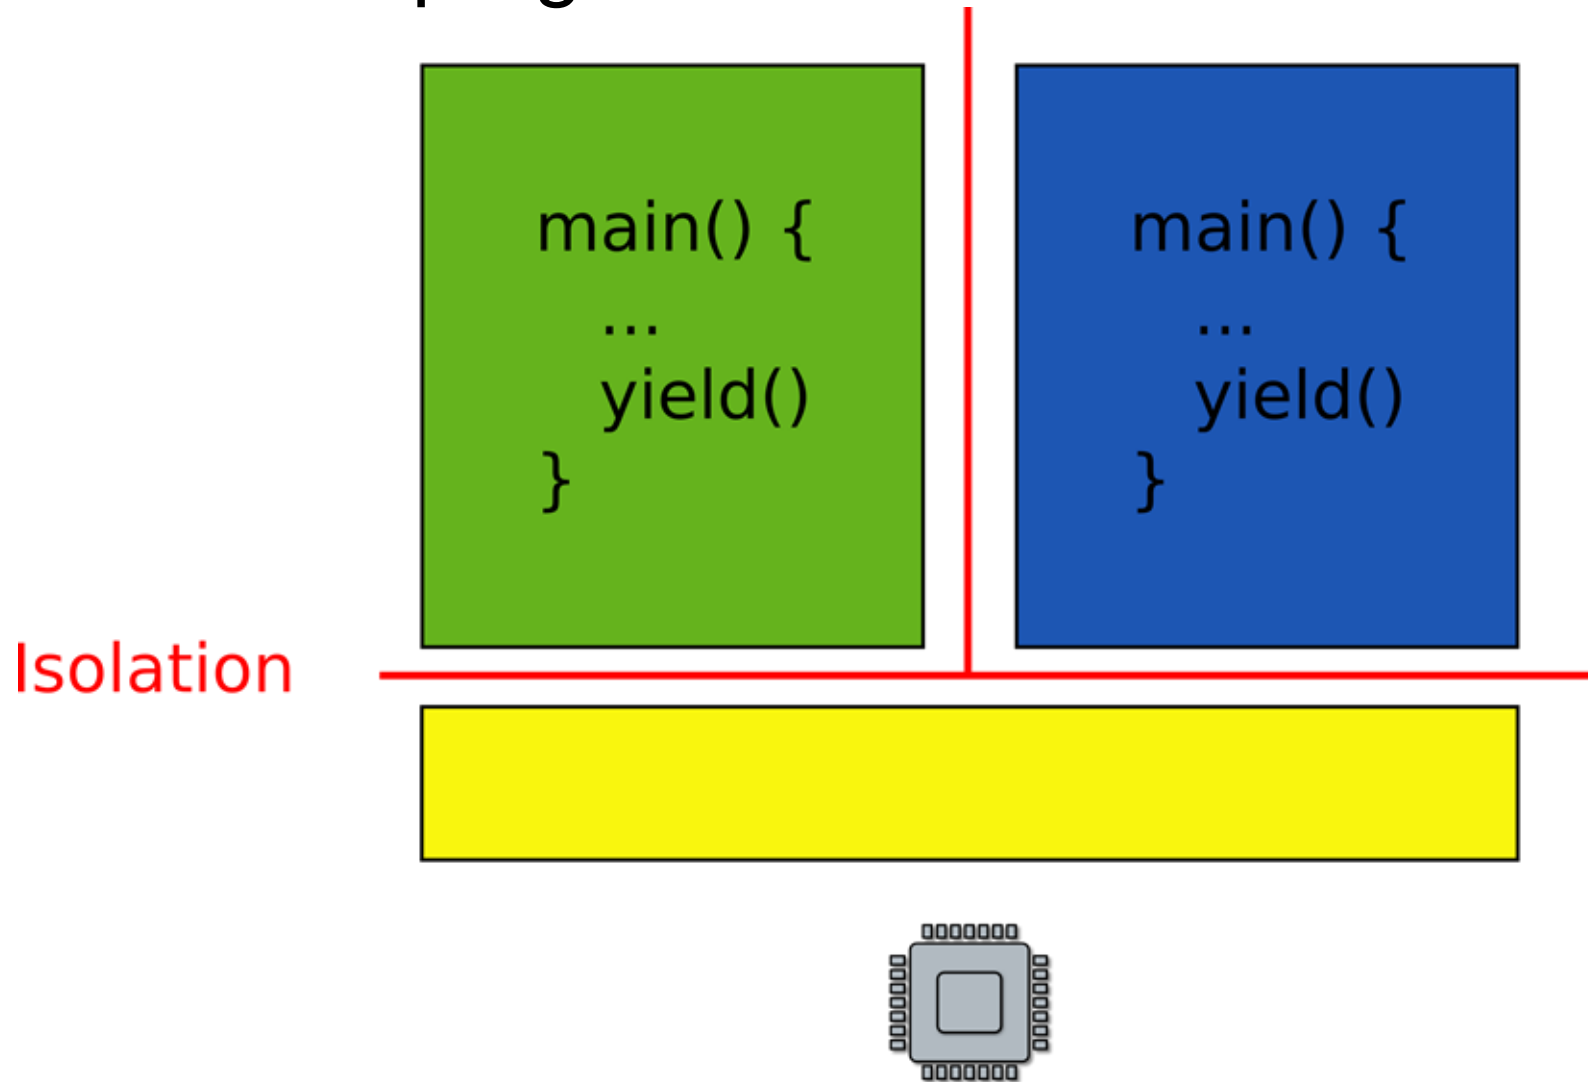 main() {
...
yield()
}
main() {
...
yield()
}
Isolation